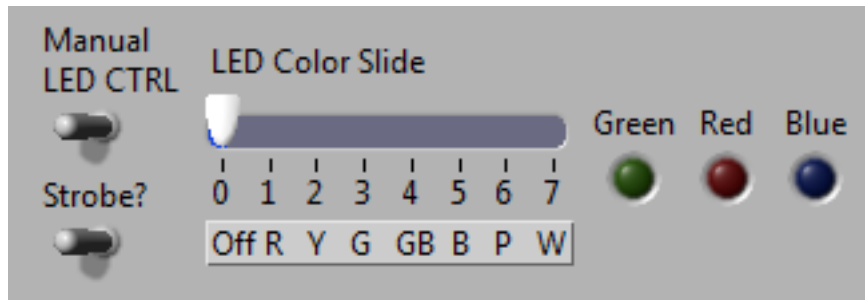 Manual
LED CTRL
LED Color Slide
Green Red Blue
0 1 2 3 4 5 6 7
Strobe?
Off R Y G GB B P W